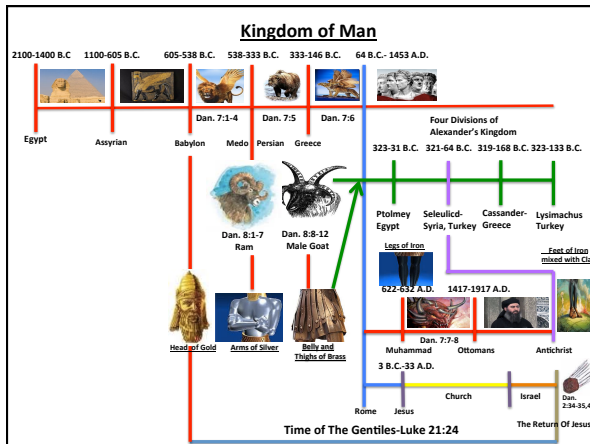 Kingdom of Man
2100-1400 B.C. 1100-605 B.C. 605-538 B.C. 538-333 B.C. 333-146 B.C. 64 B.C.- 1453 A.D.
Dan. 7:1-4 Dan. 7:5 Dan. 7:6
Egypt Assyrian Babylon Medo Persian Greece
Four Divisions of
Alexander's Kingdom
323-31 B.C. 321-64 B.C. 319-168 B.C. 323-133 B.C.
Ptolmey
Egypt
Seleulicd-
Syria, Turkey
Cassander-
Greece
Lysimachus
Turkey
Dan. 8:1-7
Ram
Dan. 8:8-12
Male Goat
Legs of Iron
Feet of Iron
mixed with Cla
622-632 A.D. 1417-1917 A.D.
Head of Gold Arms of Silver Belly and
Thighs of Brass
Dan. 7:7-8
Muhammad Ottomans Antichrist
3 B.C.-33 A.D.
Church Israel
Dan.
2:34-35,4
Rome Jesus
The Return Of Jesus
Time of The Gentiles-Luke 21:24